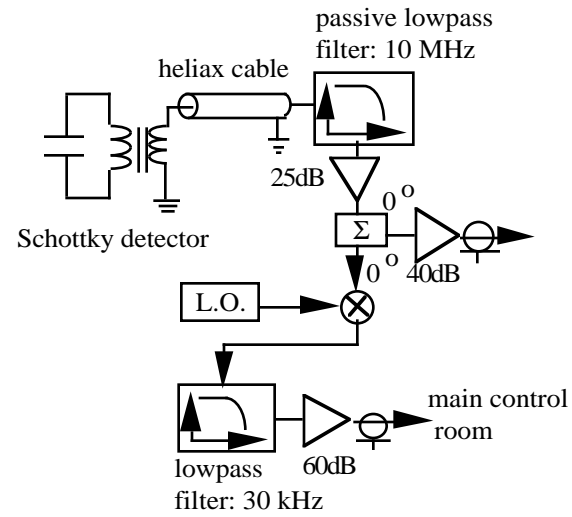 passive lowpass
filter: 10 MHz
heliax cable
25dB
0°
Σ
Schottky detector
0°
40dB
L.O.
main control
room
60dB
lowpass
filter: 30 kHz